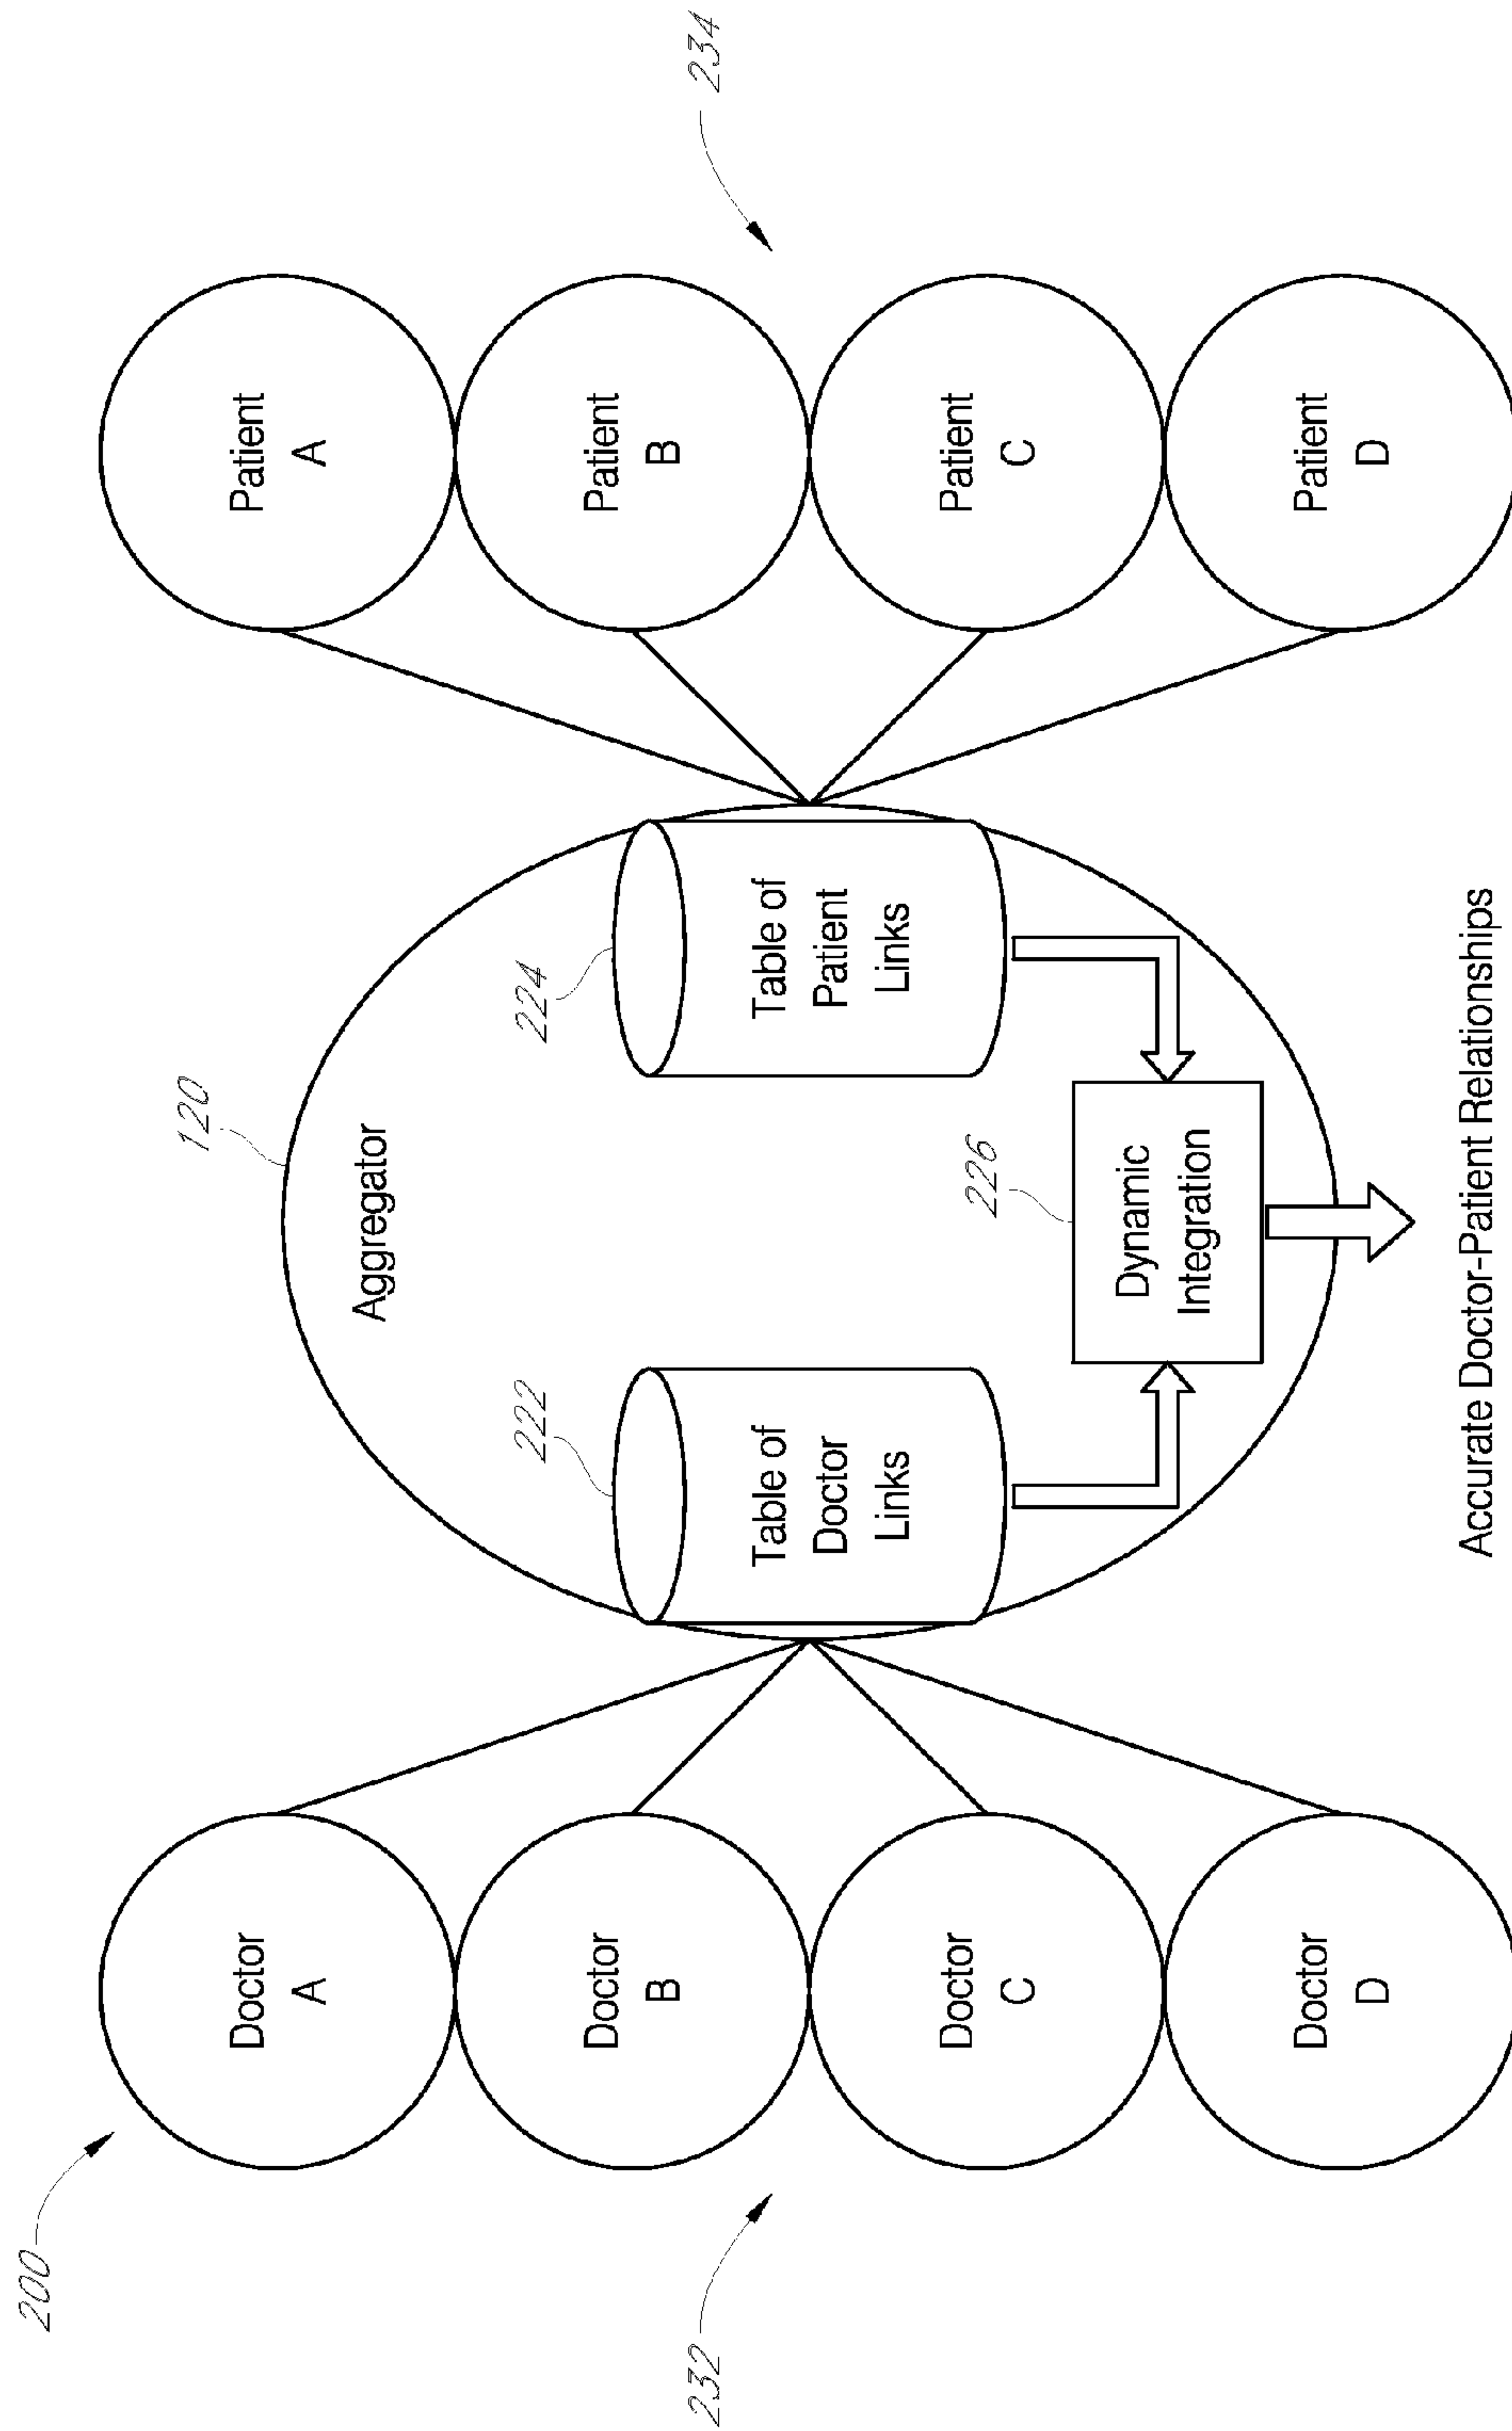 200
120
Aggregator
Doctor
A
Doctor
B
Doctor
C
Doctor
D
232
222
Table of
Doctor
Links
224
Table of
Patient
Links
226
Dynamic
Integration
Patient
A
Patient
B
Patient
C
Patient
D
234
Accurate Doctor-Patient Relationships